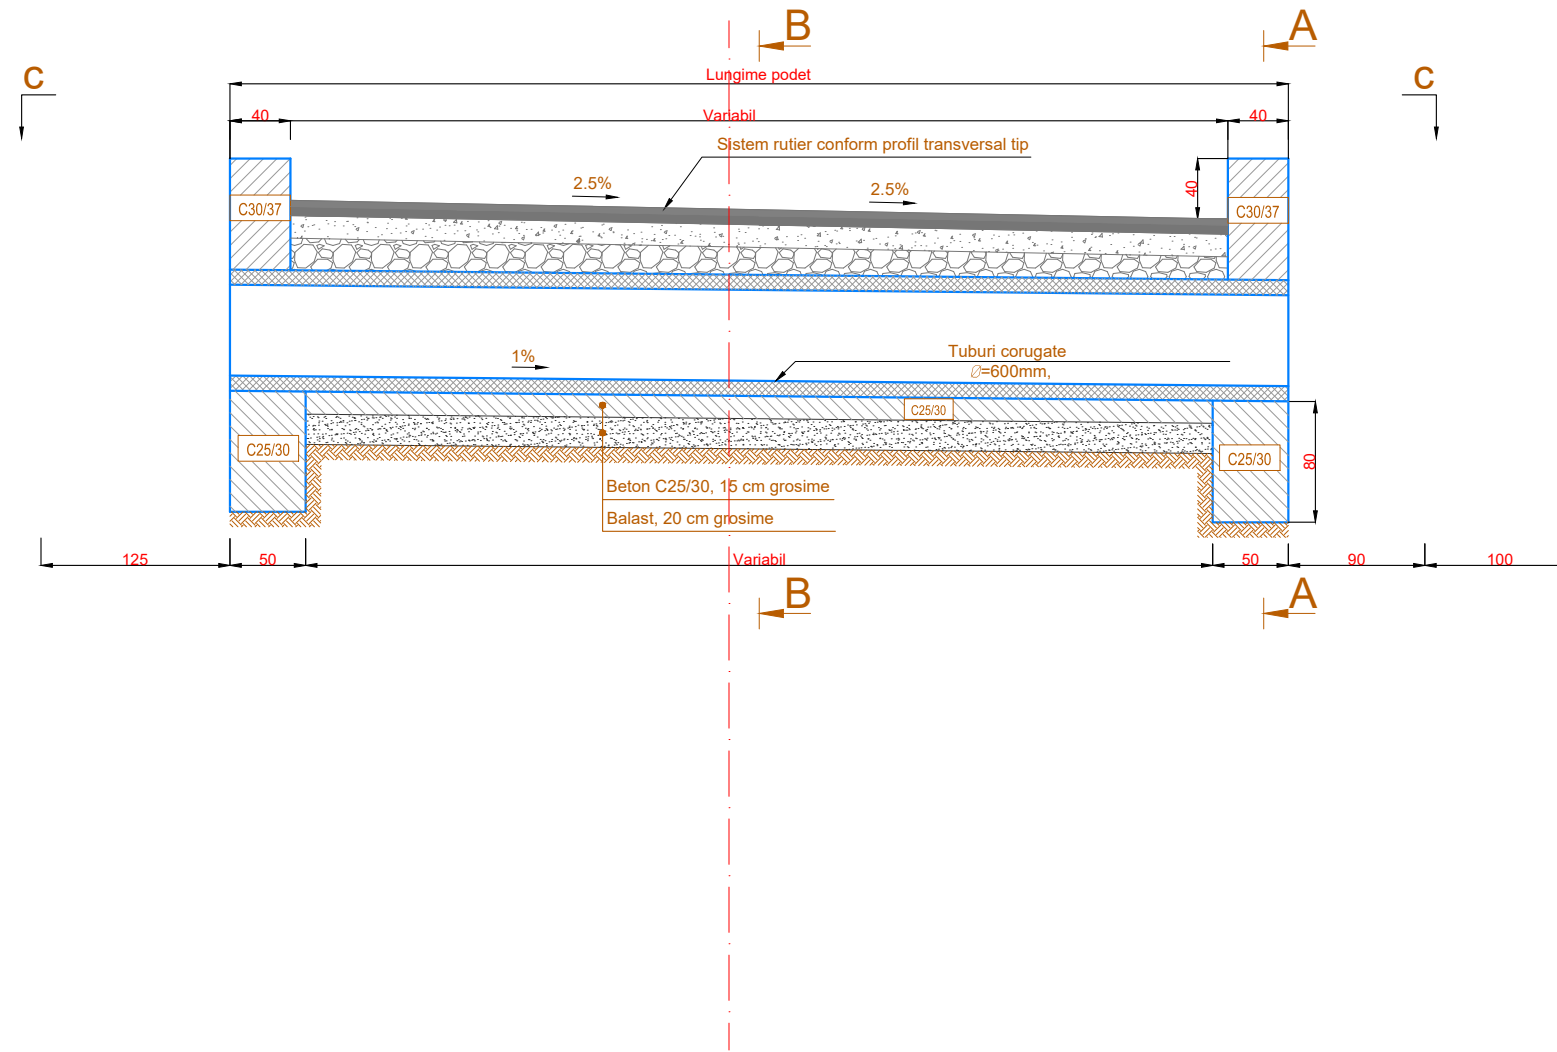 B
A
C
C
Lungime podet
40
Variabil
40
Sistem rutier conform profil transversal tip
2.5%
2.5%
40
C30/37
C30/37
1%
Tuburi corugate
∅=600mm,
C25/30
C25/30
C25/30
80
Beton C25/30, 15 cm grosime
Balast, 20 cm grosime
125
50
Variabil
50
90
100
B
A